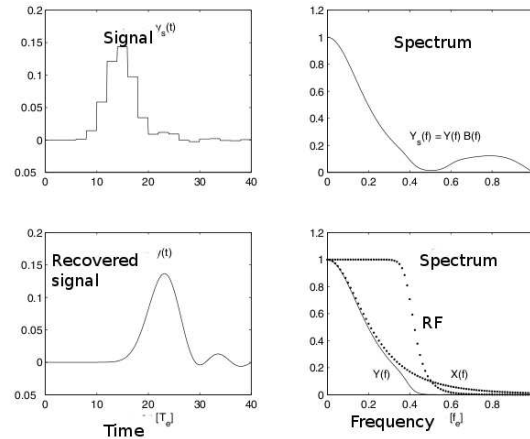 0.2
0.15
0.1
0.05
0
0.05
0 10 20 30 40
Signal
γs(t)
1.2
1
0.8
0.6
0.4
0.2
0
0 0.2 0.4 0.6 0.8
Spectrum
Ys(f) = Y(f) B(f)
0.2
0.15
0.1
0.05
0
0.05
0 10 20 30 40
Recovered
signal
(t)
[Te]
Time
1.2
1
0.8
0.6
0.4
0.2
0
0 0.2 0.4 0.6 0.8
Spectrum
RF
Y(f)
X(f)
[fe]
Frequency